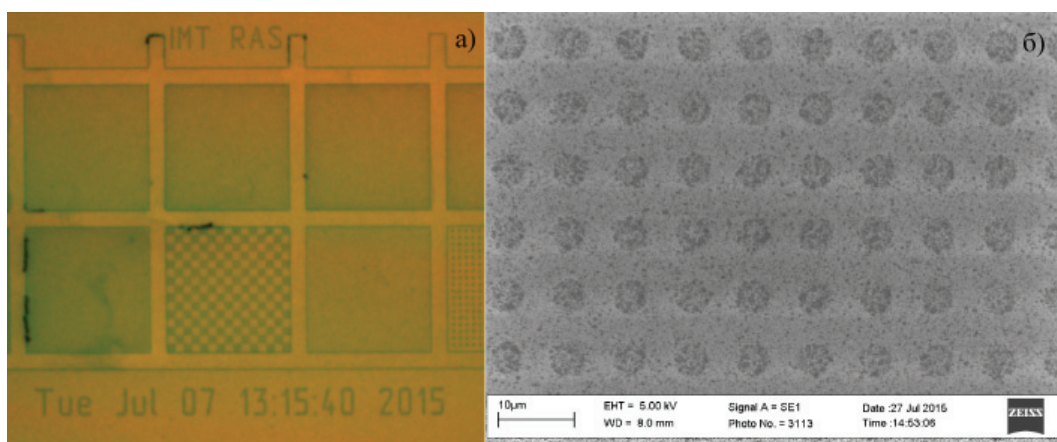 а)
IMT RAS
Tue Jul 07 13:15:40 2015
б)
10µm
EHT = 5.00 kV
WD = 8.0 mm
Signal A = SE1
Photo No. = 3113
Date :27 Jul 2015
Time :14:53:06
ZEISS